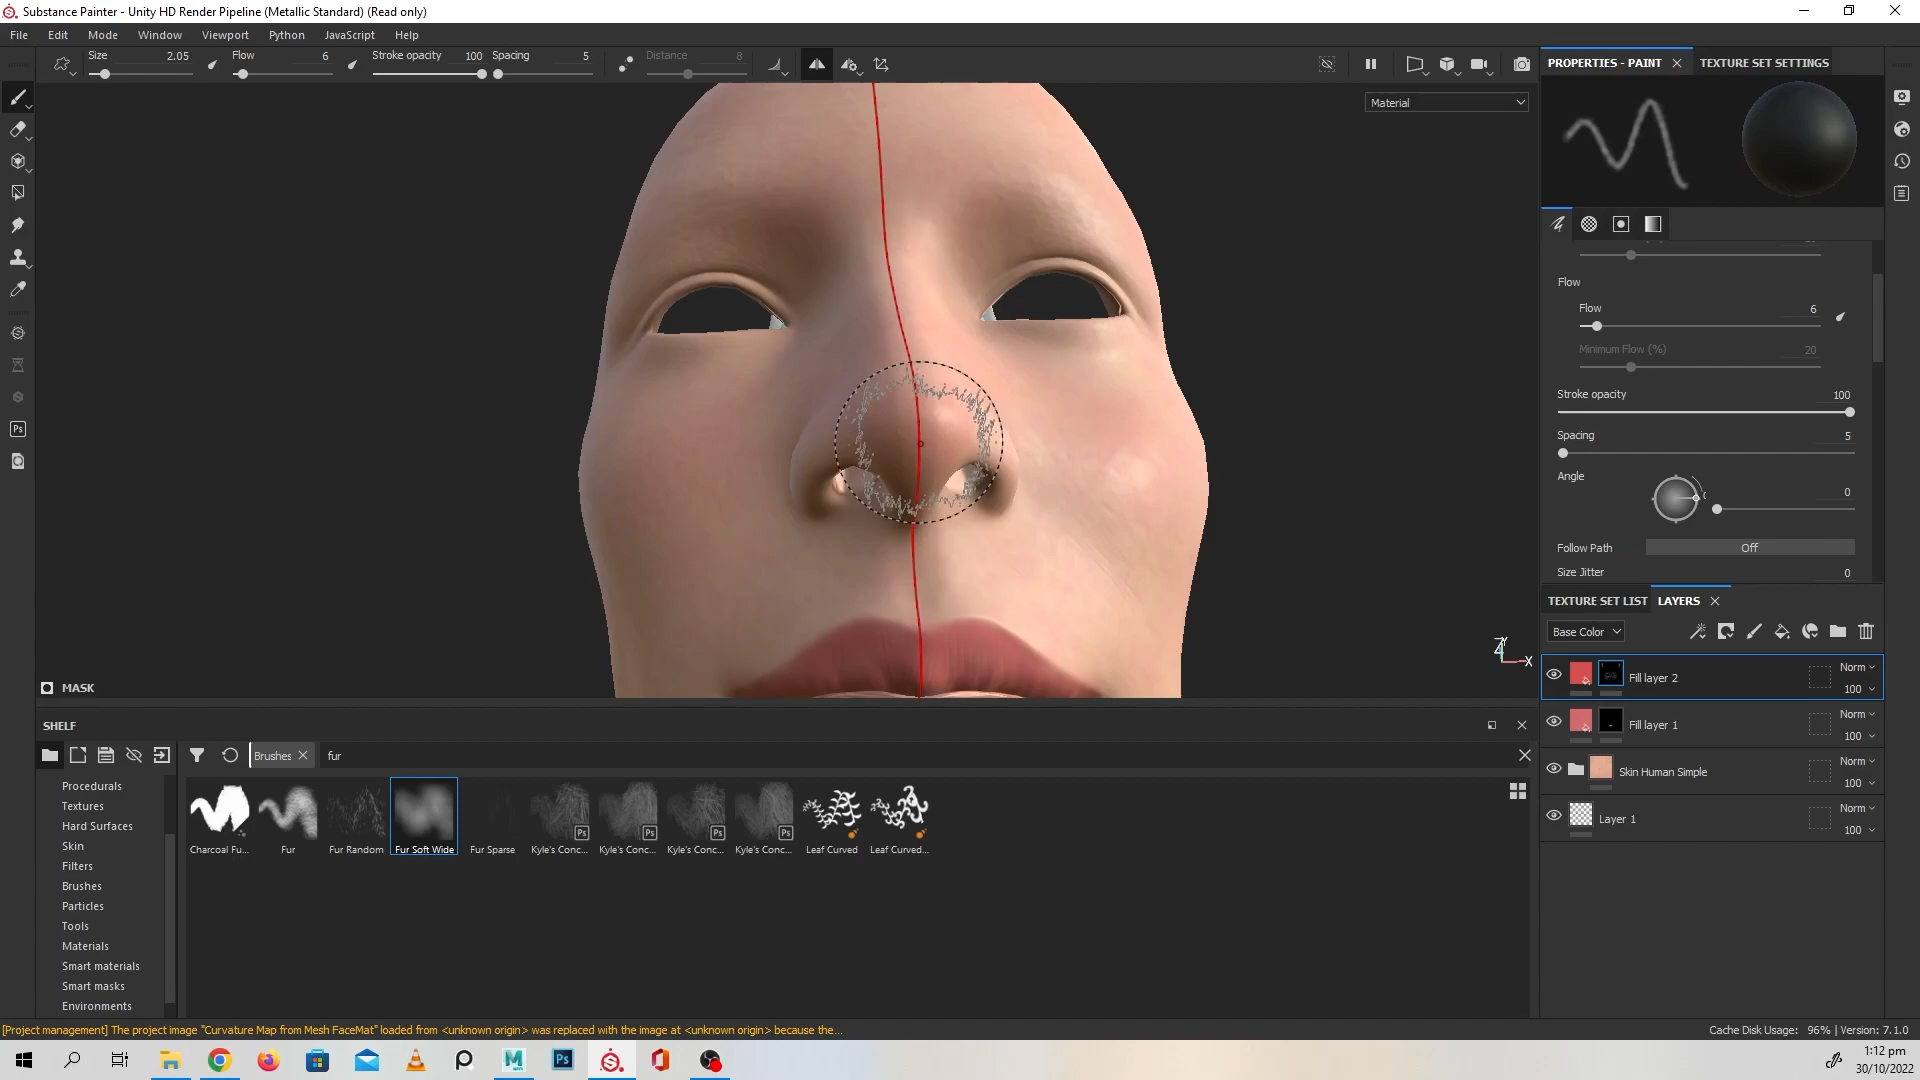 Substance Painter - Unity HD Render Pipeline (Metallic Standard) (Read only)
File Edit Mode Window Viewport Python JavaScript Help
Size 2.05 Flow 6 Stroke opacity 100 Spacing 5 Distance 8
PROPERTIES - PAINT TEXTURE SET SETTINGS
Material
Flow
Flow 6
Minimum Flow (%) 20
Stroke opacity 100
Spacing 5
Angle
0
Follow Path Off
Size Jitter 0
TEXTURE SET LIST LAYERS
Base Color
Norm
Fill layer 2
100
Norm
Fill layer 1
100
Norm
Skin Human Simple
100
Norm
Layer 1
100
Y
X
MASK
SHELF
Brushes fur
Procedurals
Textures
Hard Surfaces
Skin
Filters
Brushes
Particles
Tools
Materials
Smart materials
Smart masks
Environments
Ps Ps Ps Ps
Charcoal Fu... Fur Fur Random Fur Soft Wide Fur Sparse Kyle's Conc... Kyle's Conc... Kyle's Conc... Kyle's Conc... Leaf Curved Leaf Curved...
Ps
[Project management] The project image "Curvature Map from Mesh FaceMat" loaded from <unknown origin> was replaced with the image at <unknown origin> because the...
Cache Disk Usage: 96% | Version: 7.1.0
M Ps
1:12 pm
30/10/2022